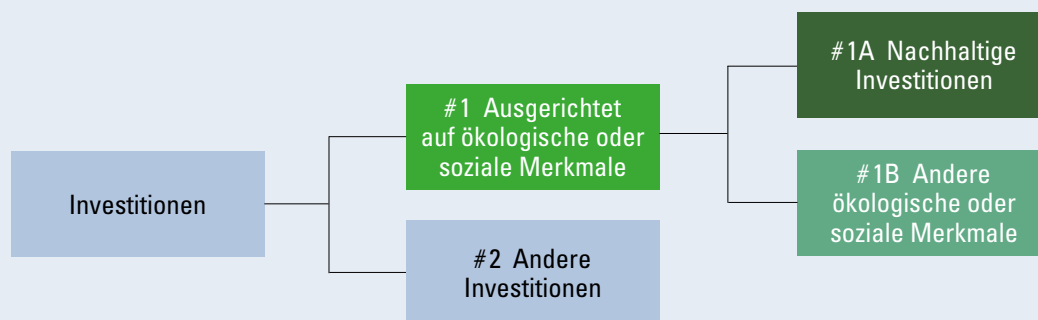 Investitionen
#1 Ausgerichtet
auf ökologische oder
soziale Merkmale
#2 Andere
Investitionen
#1A Nachhaltige
Investitionen
#1B Andere
ökologische oder
soziale Merkmale